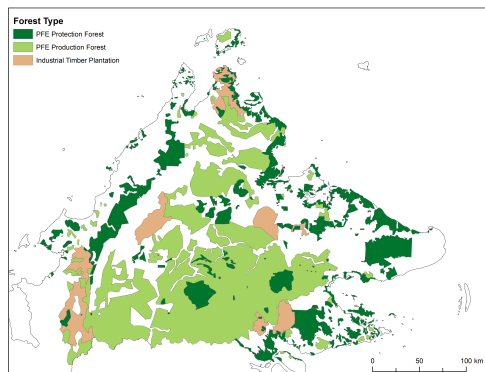 Forest Type
PFE Protection Forest
PFE Production Forest
Industrial Timber Plantation
0 50 100 km